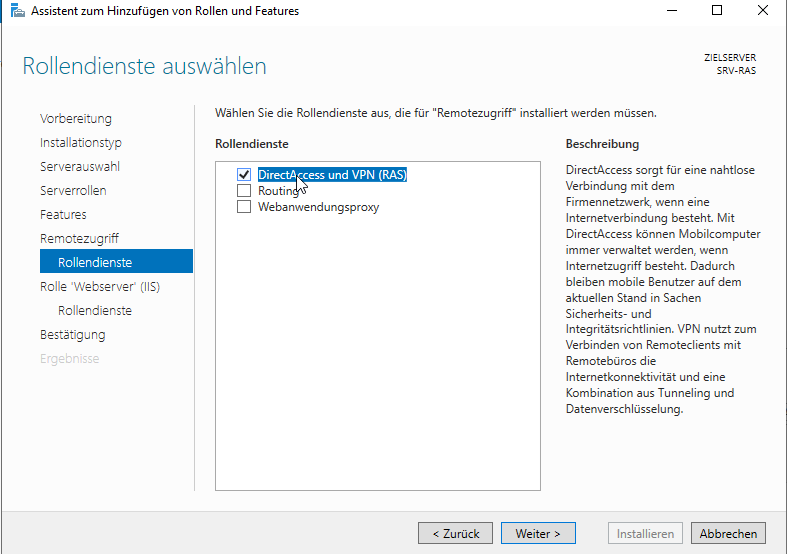 Assistent zum Hinzufügen von Rollen und Features
Rollendienste auswählen
ZIELSERVER
SRV-RAS
Vorbereitung
Installationstyp
Serverauswahl
Serverrollen
Features
Remotezugriff
Rollendienste
Rolle 'Webserver' (IIS)
Rollendienste
Bestätigung
Ergebnisse
Wählen Sie die Rollendienste aus, die für "Remotezugriff" installiert werden müssen.
Rollendienste
DirectAccess und VPN (RAS)
Routing
Webanwendungsproxy
Beschreibung
DirectAccess sorgt für eine nahtlose
Verbindung mit dem
Firmennetzwerk, wenn eine
Internetverbindung besteht. Mit
DirectAccess können Mobilcomputer
immer verwaltet werden, wenn
Internetzugriff besteht. Dadurch
bleiben mobile Benutzer auf dem
aktuellen Stand in Sachen
Sicherheits- und
Integritätsrichtlinien. VPN nutzt zum
Verbinden von Remoteclients mit
Remotebüros die
Internetkonnektivität und eine
Kombination aus Tunneling und
Datenverschlüsselung.
< Zurück
Weiter >
Installieren
Abbrechen